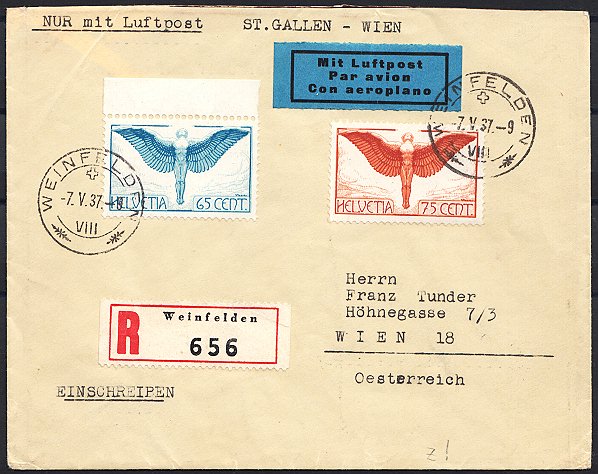 NUR mit Luftpost ST.GALLEN - WIEN
Mit Luftpost
Par avion
Con aeroplano
HELVETIA 65 CENT.
HELVETIA 75 CENT.
WEINFELDEN
-7.V.37.-9
VIII
WEINFELDEN
-7.V.37.-9
VIII
R Weinfelden
656
EINSCHREIPEN
Herrn
Franz Tunder
Höhnegasse 7/3
WIEN 18
Oesterreich
z!